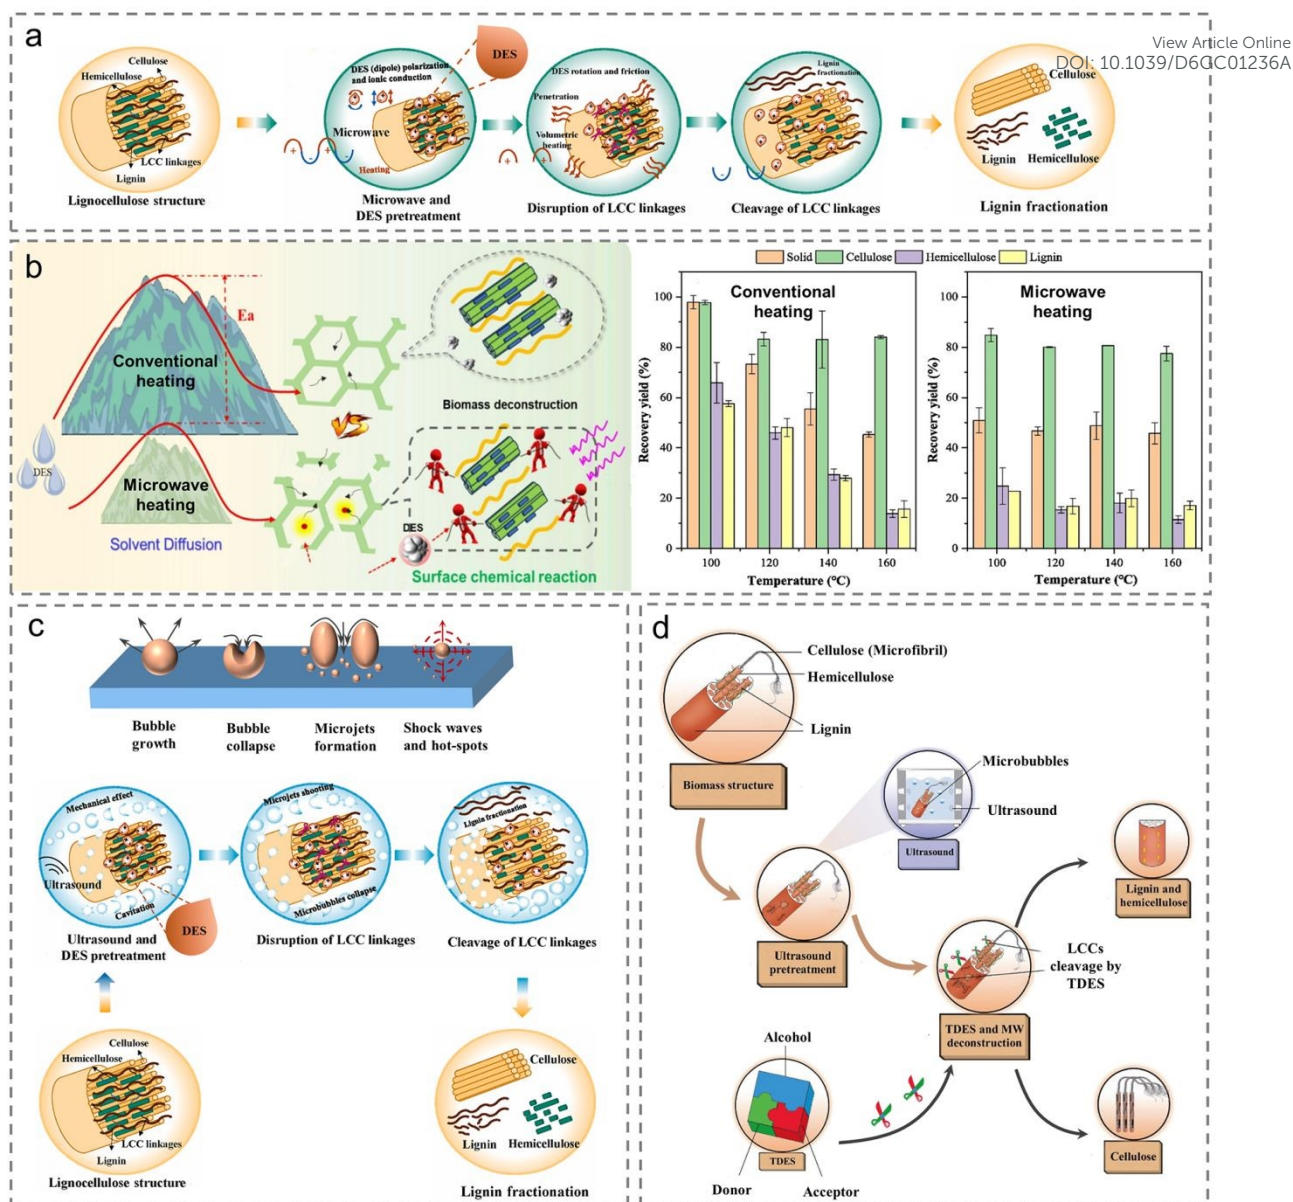 View Article Online
DOI: 10.1039/D6GC01236A
a
Cellulose
Hemicellulose
LCC linkages
Lignin
Lignocellulose structure
DES
DES (dipole) polarization
and ionic conduction
Microwave
Heating
Microwave and
DES pretreatment
DES rotation and friction
Penetration
Volumetric
heating
Disruption of LCC linkages
Lignin
fractionation
Cleavage of LCC linkages
Cellulose
Lignin
Hemicellulose
Lignin fractionation
b
Ea
Conventional
heating
DES
Microwave
heating
Solvent Diffusion
VS
Biomass deconstruction
DES
Surface chemical reaction
Solid
Cellulose
Hemicellulose
Lignin
Conventional
heating
Recovery yield (%)
100
80
60
40
20
0
100
120
140
160
Temperature (°C)
Microwave
heating
Recovery yield (%)
100
80
60
40
20
0
100
120
140
160
Temperature (°C)
c
Bubble
growth
Bubble
collapse
Microjets
formation
Shock waves
and hot-spots
Mechanical effect
Ultrasound
Cavitation
DES
Ultrasound and
DES pretreatment
Microjets shooting
Microbubbles collapse
Disruption of LCC linkages
Lignin fractionation
Cleavage of LCC linkages
Cellulose
Hemicellulose
LCC linkages
Lignin
Lignocellulose structure
Cellulose
Lignin
Hemicellulose
Lignin fractionation
d
Cellulose (Microfibril)
Hemicellulose
Lignin
Biomass structure
Microbubbles
Ultrasound
Ultrasound
Ultrasound
pretreatment
Lignin and
hemicellulose
LCCs
cleavage by
TDES
TDES and MW
deconstruction
Alcohol
TDES
Donor
Acceptor
Cellulose